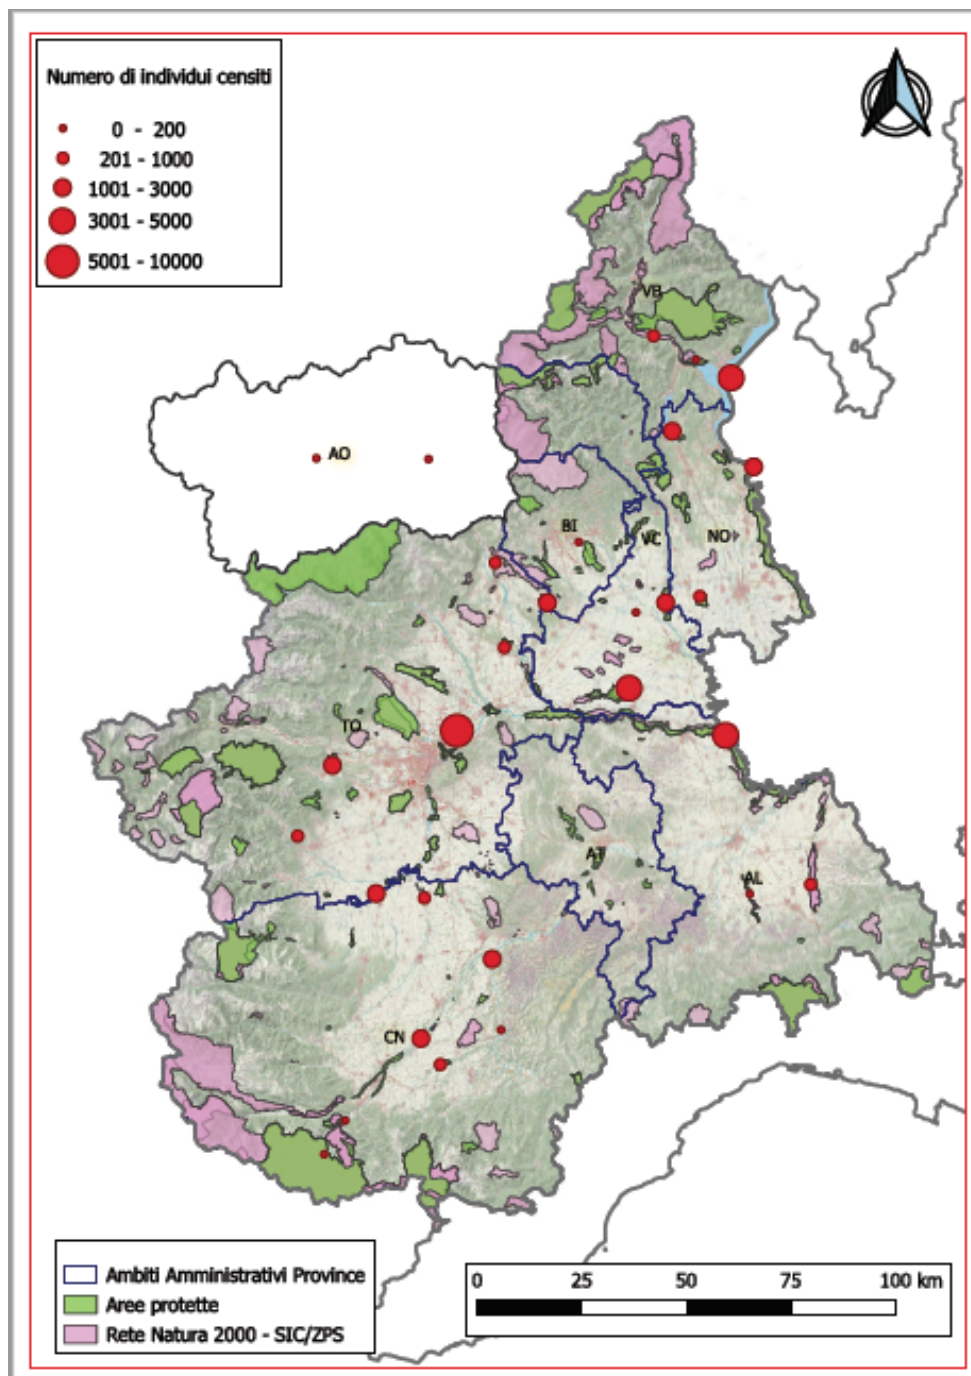 Numero di individui censiti
0 - 200
201 - 1000
1001 - 3000
3001 - 5000
5001 - 10000
VB
AO
BI
VC
NO
TO
AT
AL
CN
Ambiti Amministrativi Province
Aree protette
Rete Natura 2000 - SIC/ZPS
0 25 50 75 100 km